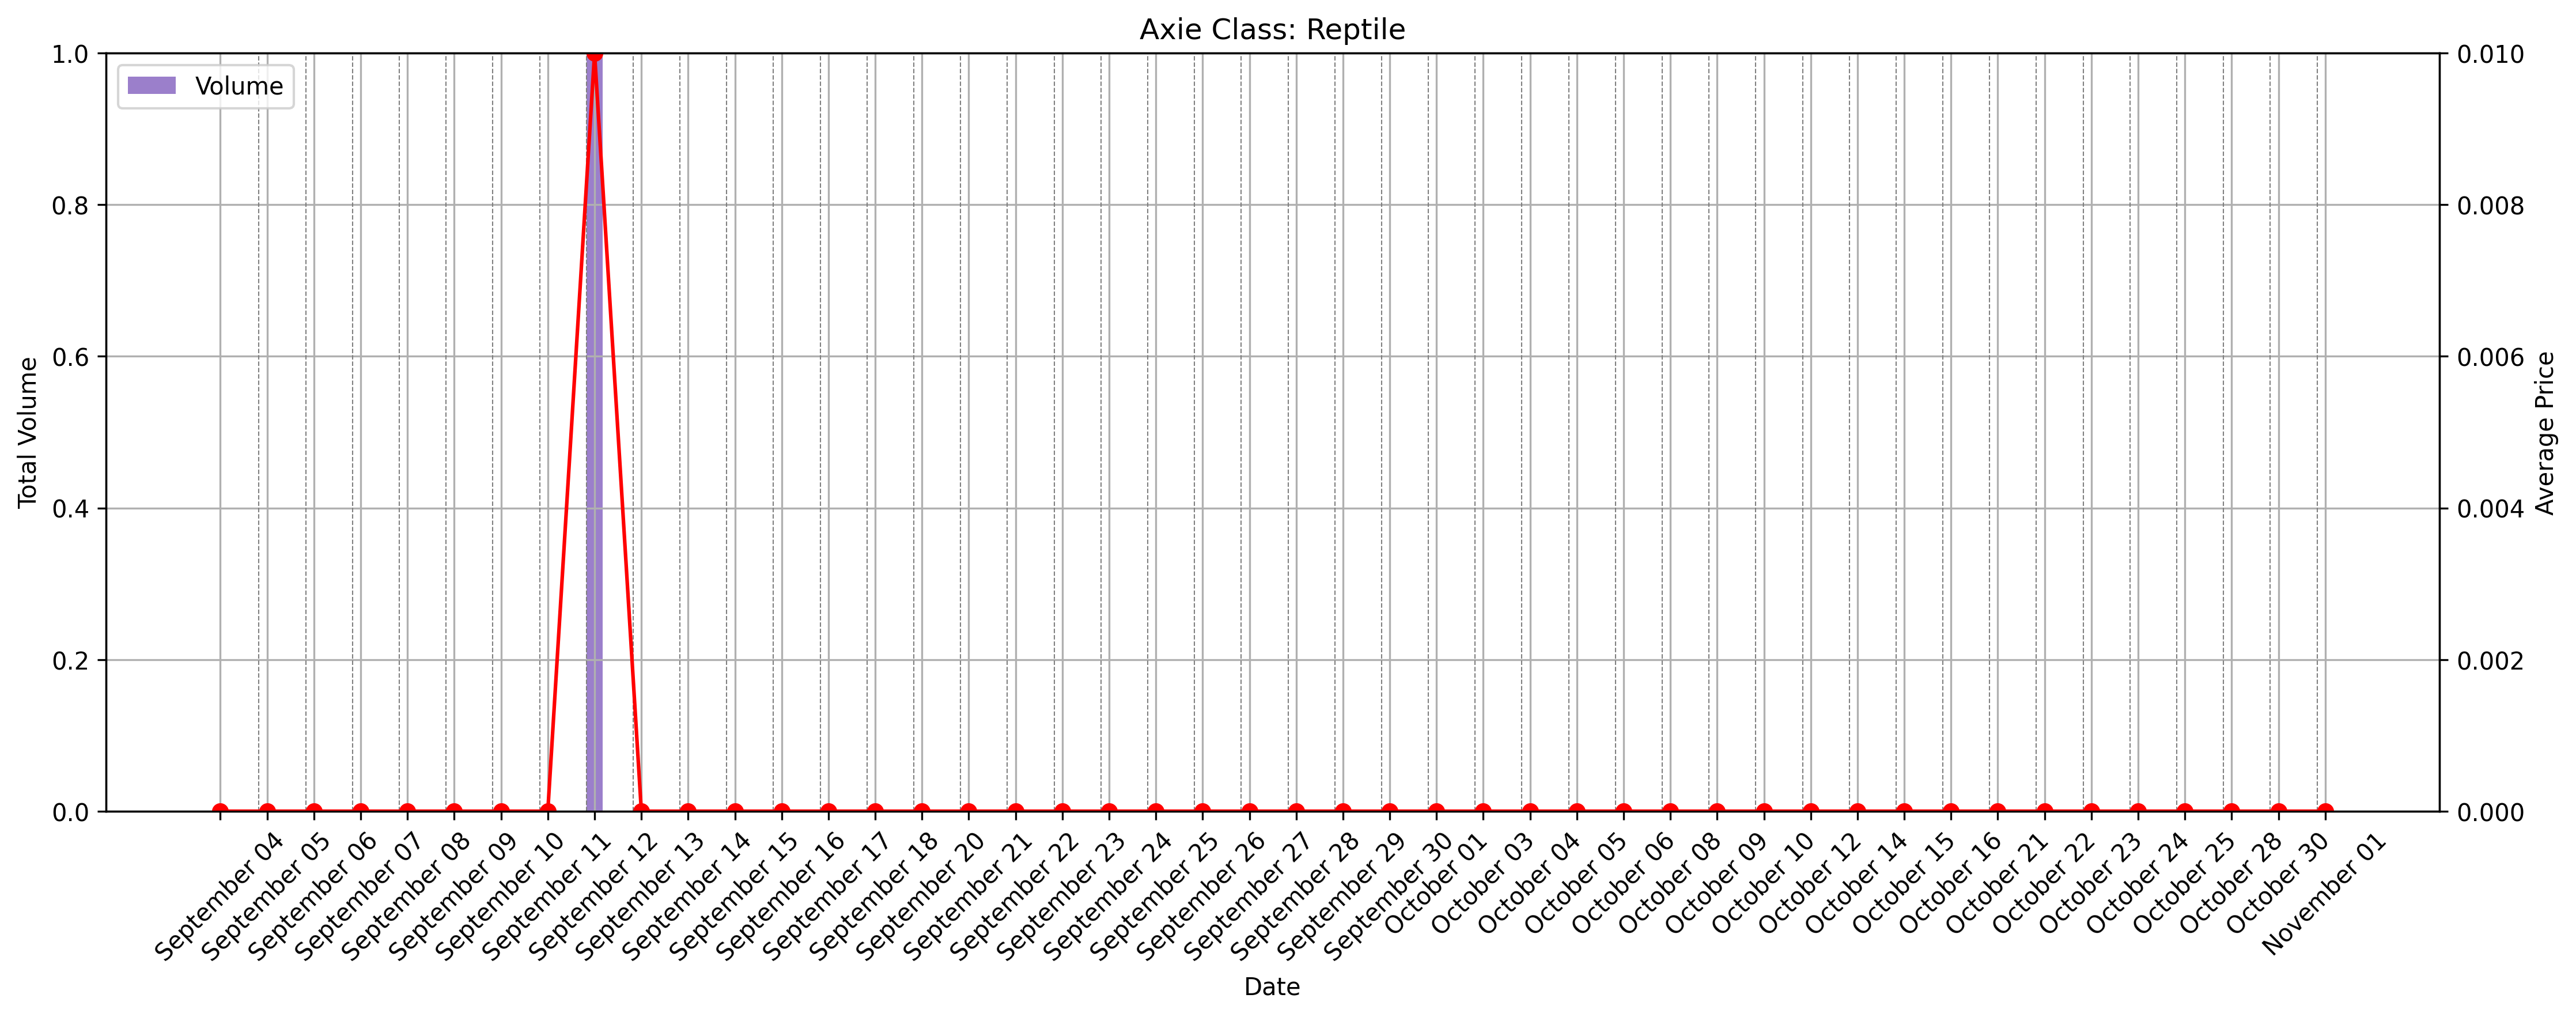 Axie Class: Reptile
Volume
1.0
0.8
0.6
0.4
0.2
0.0
Total Volume
0.010
0.008
0.006
0.004
0.002
0.000
Average Price
September 04
September 05
September 06
September 07
September 08
September 09
September 10
September 11
September 12
September 13
September 14
September 15
September 16
September 17
September 18
September 20
September 21
September 22
September 23
September 24
September 25
September 26
September 27
September 28
September 29
September 30
October 01
October 03
October 04
October 05
October 06
October 08
October 09
October 10
October 12
October 14
October 15
October 16
October 21
October 22
October 23
October 24
October 25
October 28
October 30
November 01
Date